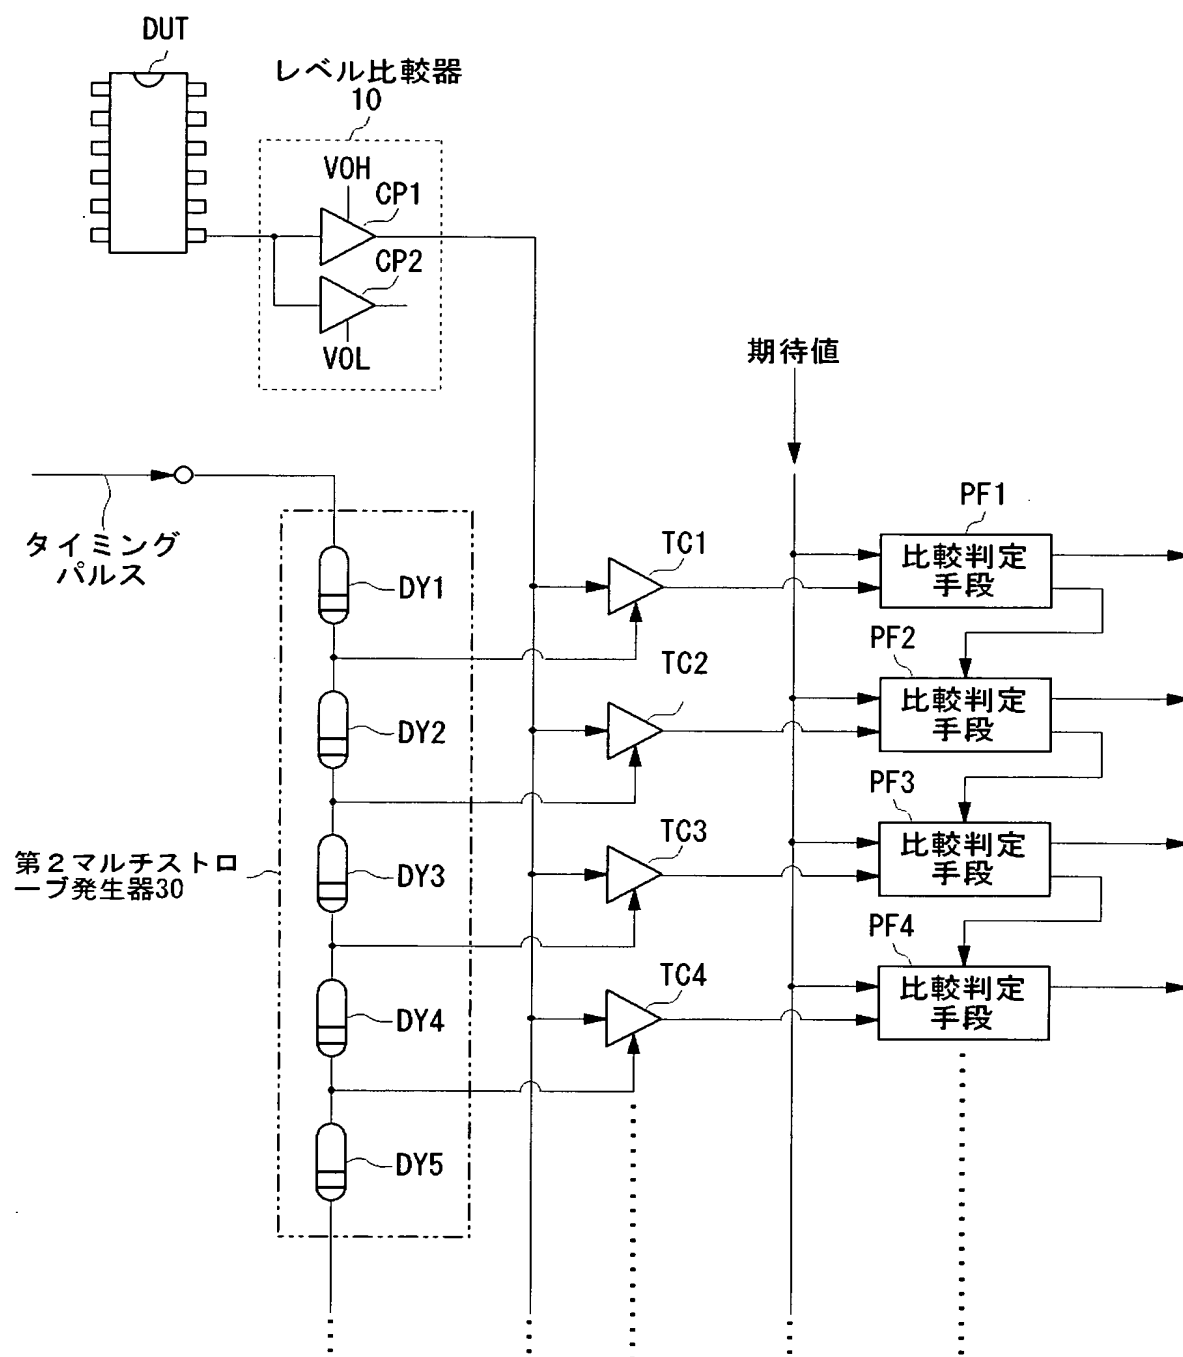 DUT
レベル比較器
10
VOH
CP1
CP2
VOL
期待値
タイミング
パルス
PF1
TC1
比較判定
手段
DY1
PF2
TC2
比較判定
手段
DY2
PF3
TC3
比較判定
手段
第2マルチストロ
ーブ発生器30
DY3
PF4
TC4
比較判定
手段
DY4
DY5